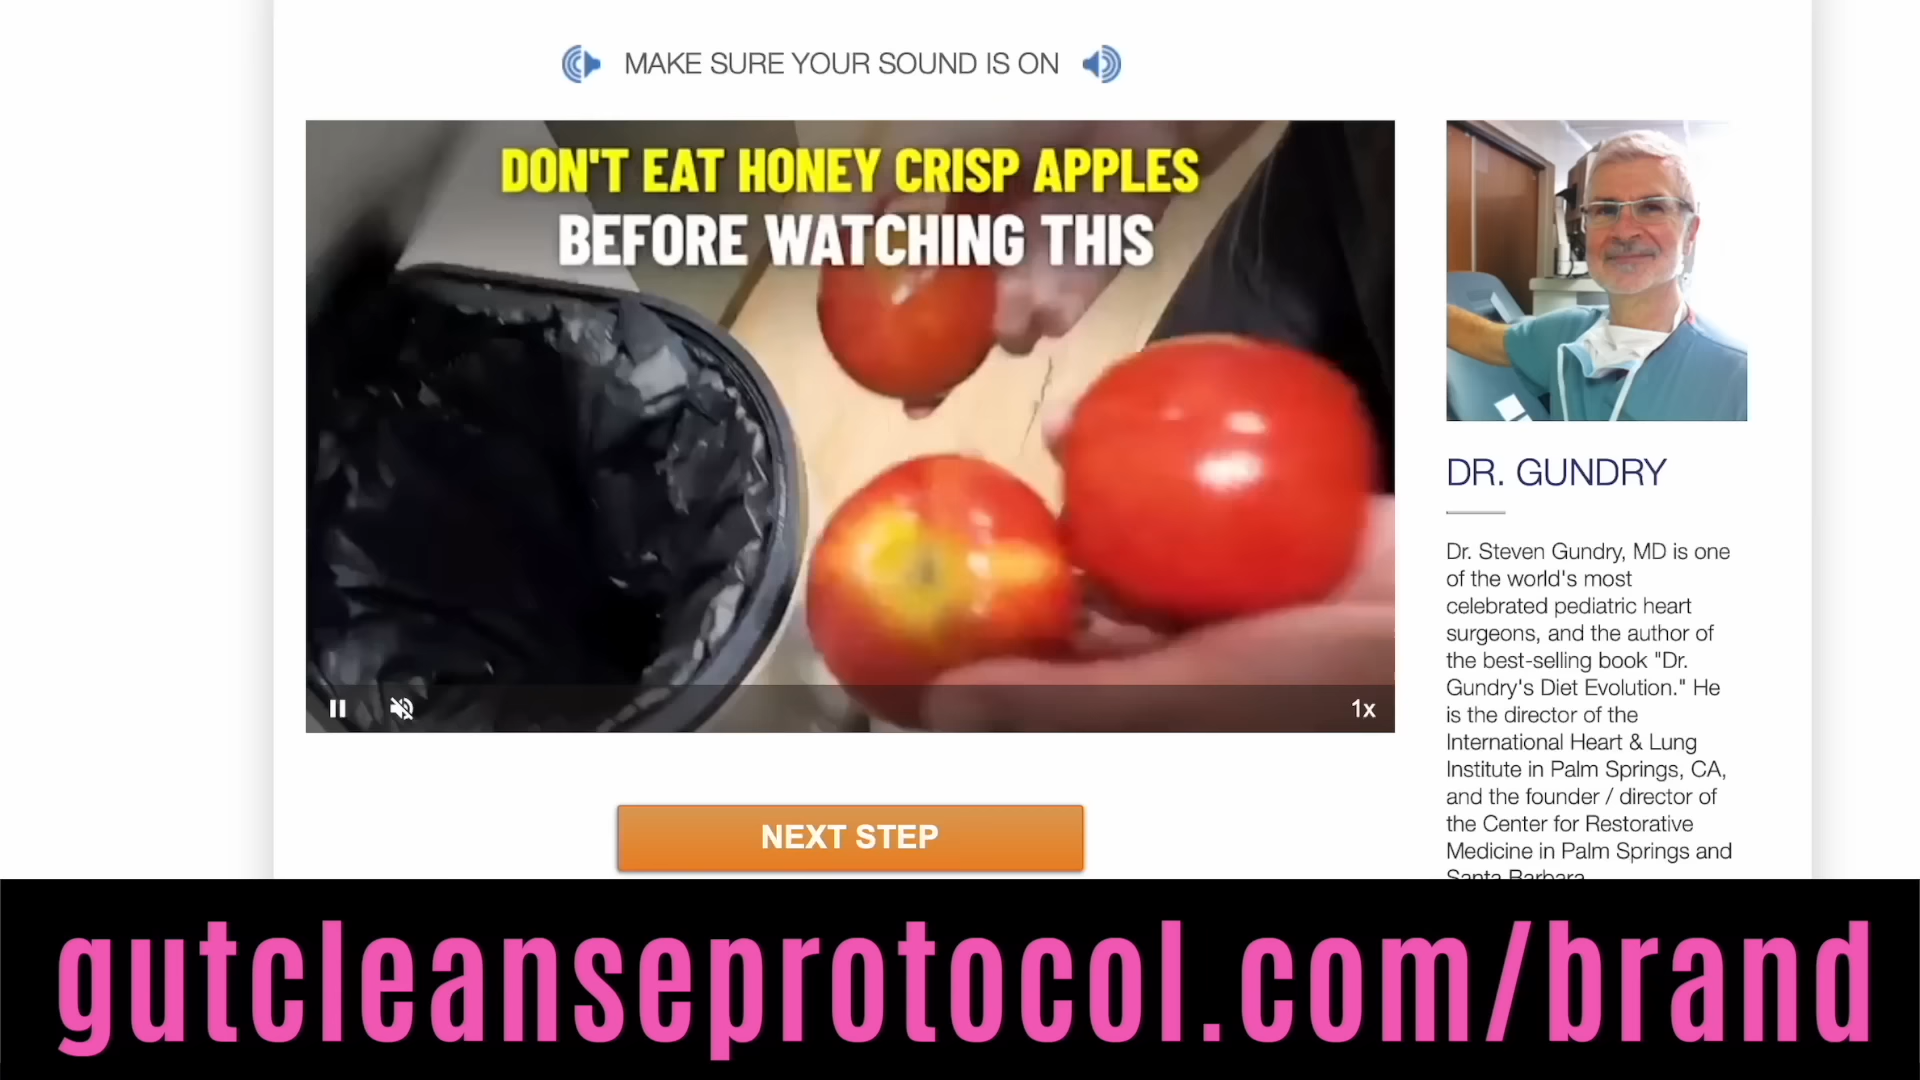 MAKE SURE YOUR SOUND IS ON
DON'T EAT HONEY CRISP APPLES
BEFORE WATCHING THIS
1x
NEXT STEP
DR. GUNDRY
Dr. Steven Gundry, MD is one
of the world's most
celebrated pediatric heart
surgeons, and the author of
the best-selling book "Dr.
Gundry's Diet Evolution." He
is the director of the
International Heart & Lung
Institute in Palm Springs, CA,
and the founder / director of
the Center for Restorative
Medicine in Palm Springs and
Santa Barbara
gutcleanseprotocol.com/brand